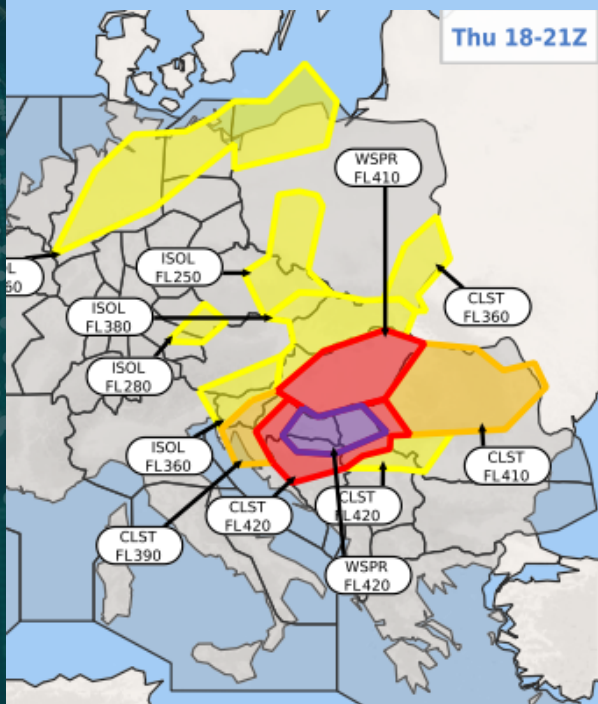 Thu 18-21Z
WSPR
FL410
ISOL
FL250
CLST
FL360
ISOL
FL380
ISOL
FL280
ISOL
FL360
CLST
FL410
CLST
FL420
CLST
FL420
CLST
FL390
WSPR
FL420